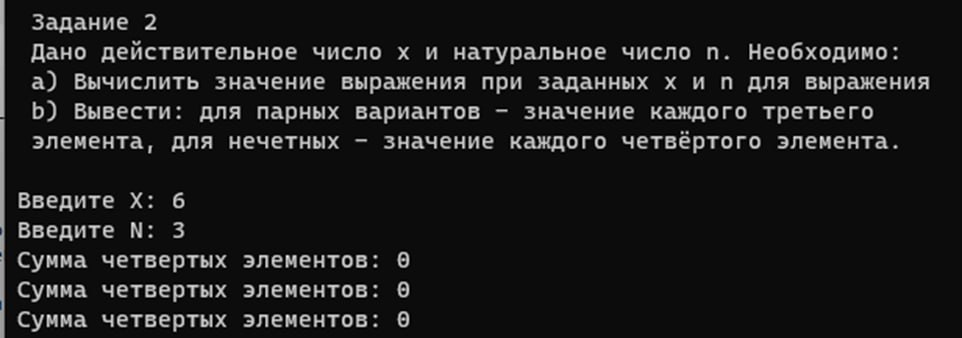 Задание 2
Дано действительное число x и натуральное число n. Необходимо:
a) Вычислить значение выражения при заданных x и n для выражения
b) Вывести: для парных вариантов – значение каждого третьего
элемента, для нечетных – значение каждого четвёртого элемента.
Введите X: 6
Введите N: 3
Сумма четвертых элементов: 0
Сумма четвертых элементов: 0
Сумма четвертых элементов: 0